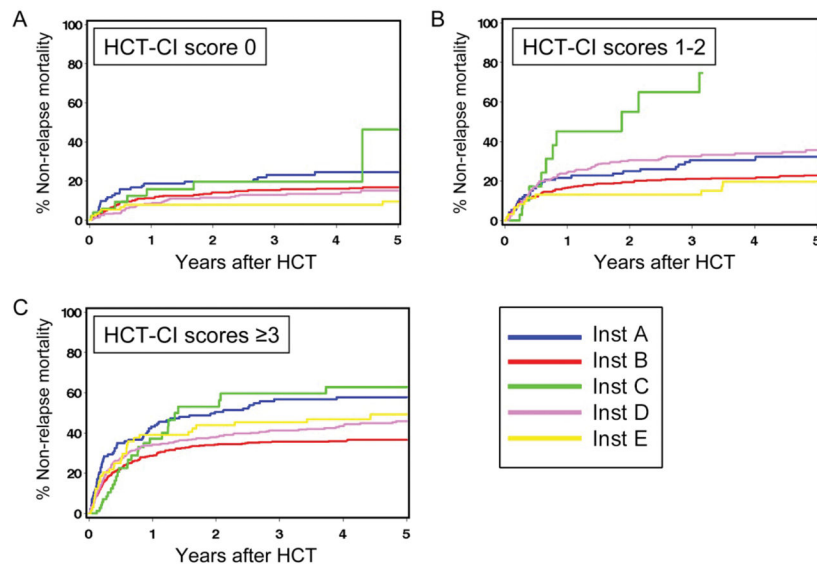 A
HCT-CI score 0
% Non-relapse mortality
100
80
60
40
20
0
0 1 2 3 4 5
Years after HCT
B
HCT-CI scores 1-2
% Non-relapse mortality
100
80
60
40
20
0
0 1 2 3 4 5
Years after HCT
C
HCT-CI scores ≥3
% Non-relapse mortality
100
80
60
40
20
0
0 1 2 3 4 5
Years after HCT
Inst A
Inst B
Inst C
Inst D
Inst E